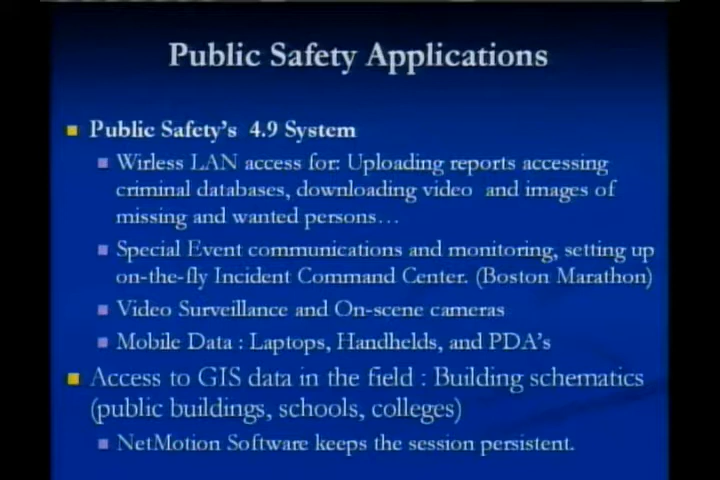 Public Safety Applications
Public Safety's 4.9 System
Wirless LAN access for: Uploading reports accessing
criminal databases, downloading video and images of
missing and wanted persons…
Special Event communications and monitoring, setting up
on-the-fly Incident Command Center. (Boston Marathon)
Video Surveillance and On-scene cameras
Mobile Data : Laptops, Handhelds, and PDA's
Access to GIS data in the field : Building schematics
(public buildings, schools, colleges)
NetMotion Software keeps the session persistent.